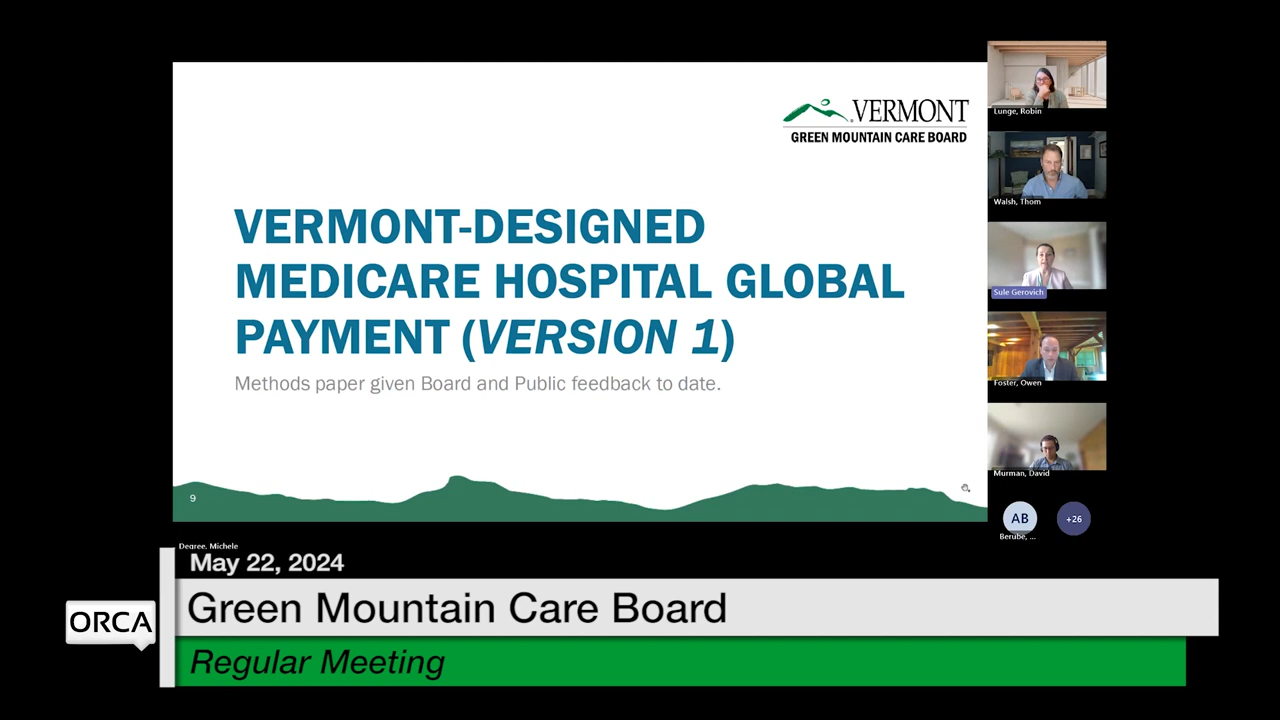 VERMONT
GREEN MOUNTAIN CARE BOARD
VERMONT-DESIGNED
MEDICARE HOSPITAL GLOBAL
PAYMENT (VERSION 1)
Methods paper given Board and Public feedback to date.
9
Lunge, Robin
Walsh, Thom
Sule Gerovich
Foster, Owen
Murman, David
AB
+26
Berube, ...
Degree, Michele
May 22, 2024
Green Mountain Care Board
ORCA
Regular Meeting